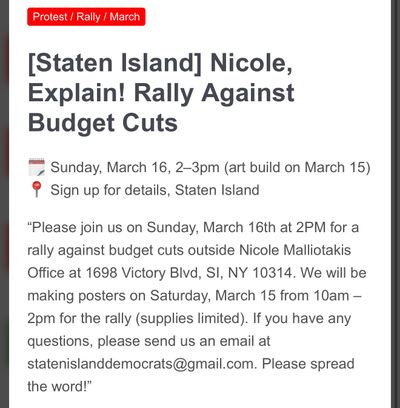 Protest / Rally / March
[Staten Island] Nicole,
Explain! Rally Against
Budget Cuts
Sunday, March 16, 2–3pm (art build on March 15)
Sign up for details, Staten Island
“Please join us on Sunday, March 16th at 2PM for a
rally against budget cuts outside Nicole Malliotakis
Office at 1698 Victory Blvd, SI, NY 10314. We will be
making posters on Saturday, March 15 from 10am –
2pm for the rally (supplies limited). If you have any
questions, please send us an email at
statenislanddemocrats@gmail.com. Please spread
the word!”